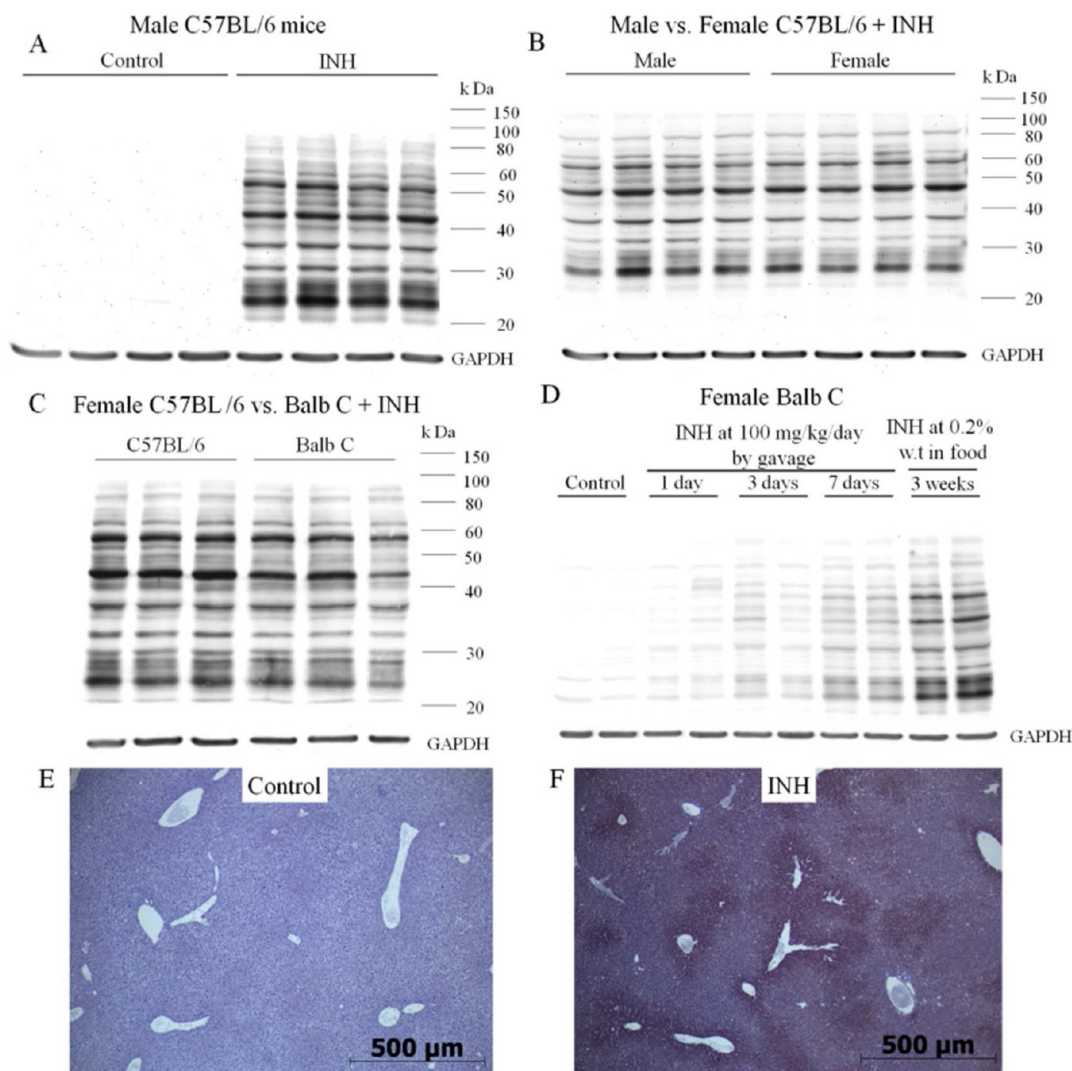 A
Male C57BL/6 mice
Control INH
k Da
150
100
80
60
50
40
30
20
GAPDH
B
Male vs. Female C57BL/6 + INH
Male Female
k Da
150
100
80
60
50
40
30
20
GAPDH
C
Female C57BL /6 vs. Balb C + INH
C57BL/6 Balb C
k Da
150
100
80
60
50
40
30
20
GAPDH
D
Female Balb C
INH at 100 mg/kg/day
by gavage
INH at 0.2%
w.t in food
Control 1 day 3 days 7 days 3 weeks
GAPDH
E
Control
500 µm
F
INH
500 µm